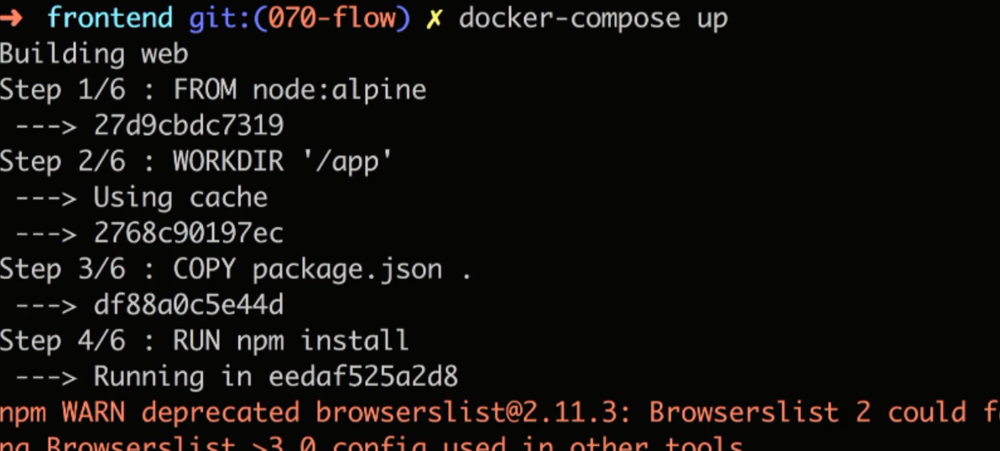 ➜ frontend git:(070-flow) ✗ docker-compose up
Building web
Step 1/6 : FROM node:alpine
 ---> 27d9cbdc7319
Step 2/6 : WORKDIR '/app'
 ---> Using cache
 ---> 2768c90197ec
Step 3/6 : COPY package.json .
 ---> df88a0c5e44d
Step 4/6 : RUN npm install
 ---> Running in eedaf525a2d8
npm WARN deprecated browserslist@2.11.3: Browserslist 2 could
ng Browserslist >3.0 config used in other tools